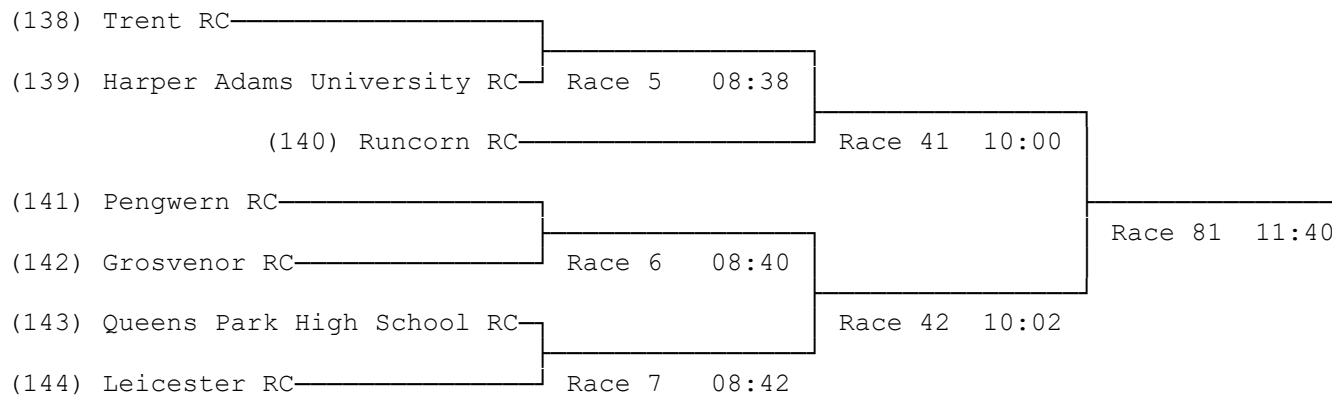 (138) Trent RC
(139) Harper Adams University RC Race 5 08:38
(140) Runcorn RC Race 41 10:00
(141) Pengwern RC
Race 81 11:40
(142) Grosvenor RC Race 6 08:40
(143) Queens Park High School RC Race 42 10:02
(144) Leicester RC Race 7 08:42